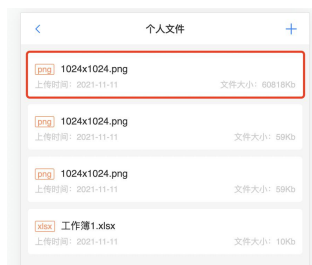 个人文件
png 1024x1024.png
上传时间：2021-11-11 文件大小：60818Kb
png 1024x1024.png
上传时间：2021-11-11 文件大小：59Kb
png 1024x1024.png
上传时间：2021-11-11 文件大小：59Kb
xlsx 工作簿1.xlsx
上传时间：2021-11-11 文件大小：10Kb